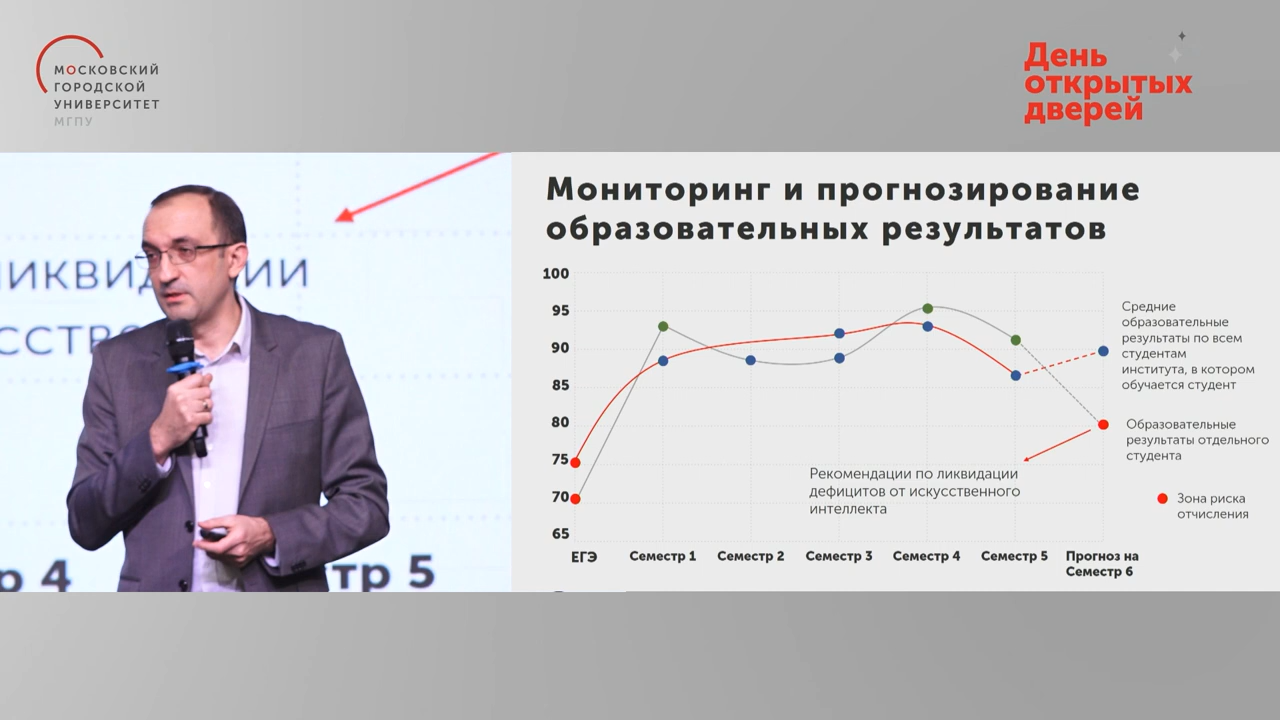 МОСКОВСКИЙ
ГОРОДСКОЙ
УНИВЕРСИТЕТ
МГПУ
День
открытых
дверей
Мониторинг и прогнозирование
образовательных результатов
100
95
90
85
80
75
70
65
ЕГЭ
Семестр 1
Семестр 2
Семестр 3
Семестр 4
Семестр 5
Прогноз на
Семестр 6
Средние
образовательные
результаты по всем
студентам
института, в котором
обучается студент
Образовательные
результаты отдельного
студента
Рекомендации по ликвидации
дефицитов от искусственного
интеллекта
Зона риска
отчисления
4
5